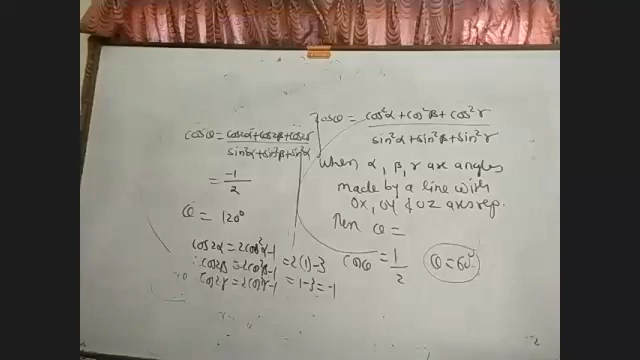 cosθ = cos2α+cos2β+cos2γ / sin²α+sin²β+sin²α
= -1/2
θ = 120°
cos2α = 2cos²α-1
cos2β = 2cos²β-1 = 2(1)-3
cos2γ = 2cos²γ-1 = 1-3 = -1
cosθ = cos²α+cos²β+cos²γ / sin²α+sin²β+sin²γ
when α, β, γ are angles
made by a line with
OX, OY & OZ axes rep.
Then θ =
cosθ = 1/2
θ = 60°